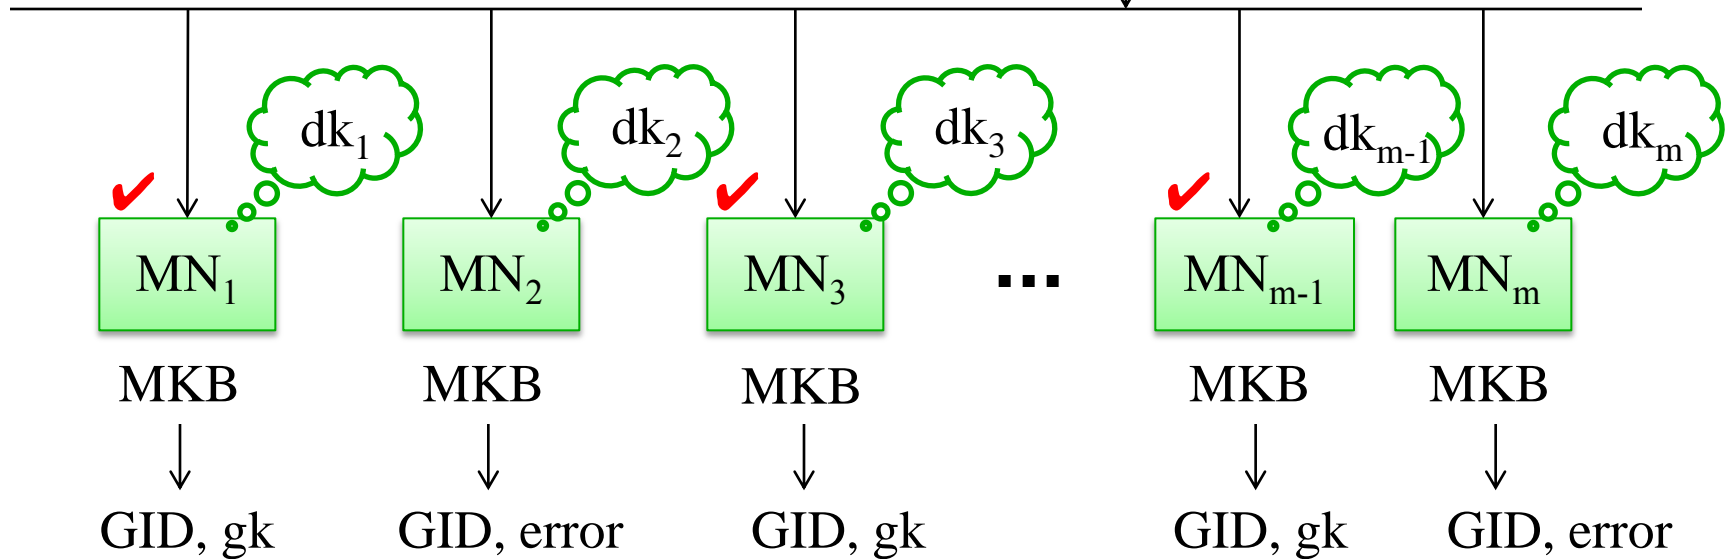 dk1 dk2 dk3 dkm-1 dkm
MN1 MN2 MN3 ... MNm-1 MNm
MKB MKB MKB MKB MKB
GID, gk GID, error GID, gk GID, gk GID, error